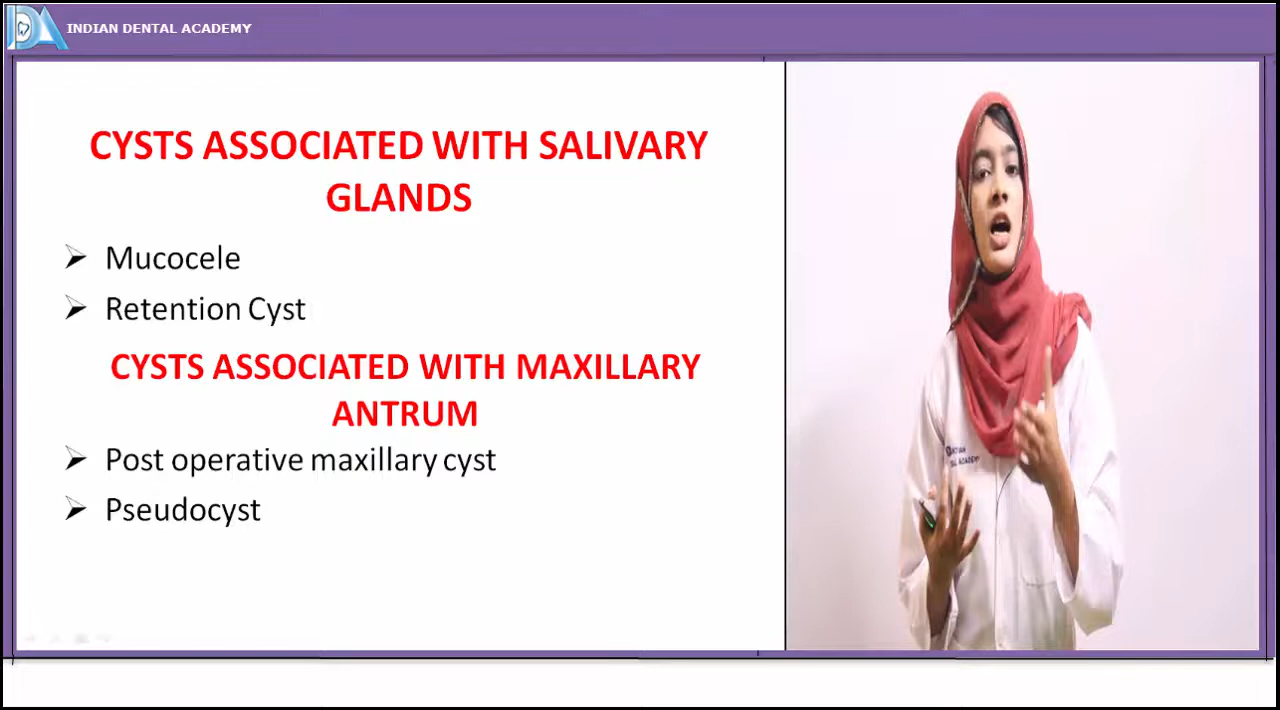 INDIAN DENTAL ACADEMY
CYSTS ASSOCIATED WITH SALIVARY
GLANDS
Mucocele
Retention Cyst
CYSTS ASSOCIATED WITH MAXILLARY
ANTRUM
Post operative maxillary cyst
Pseudocyst